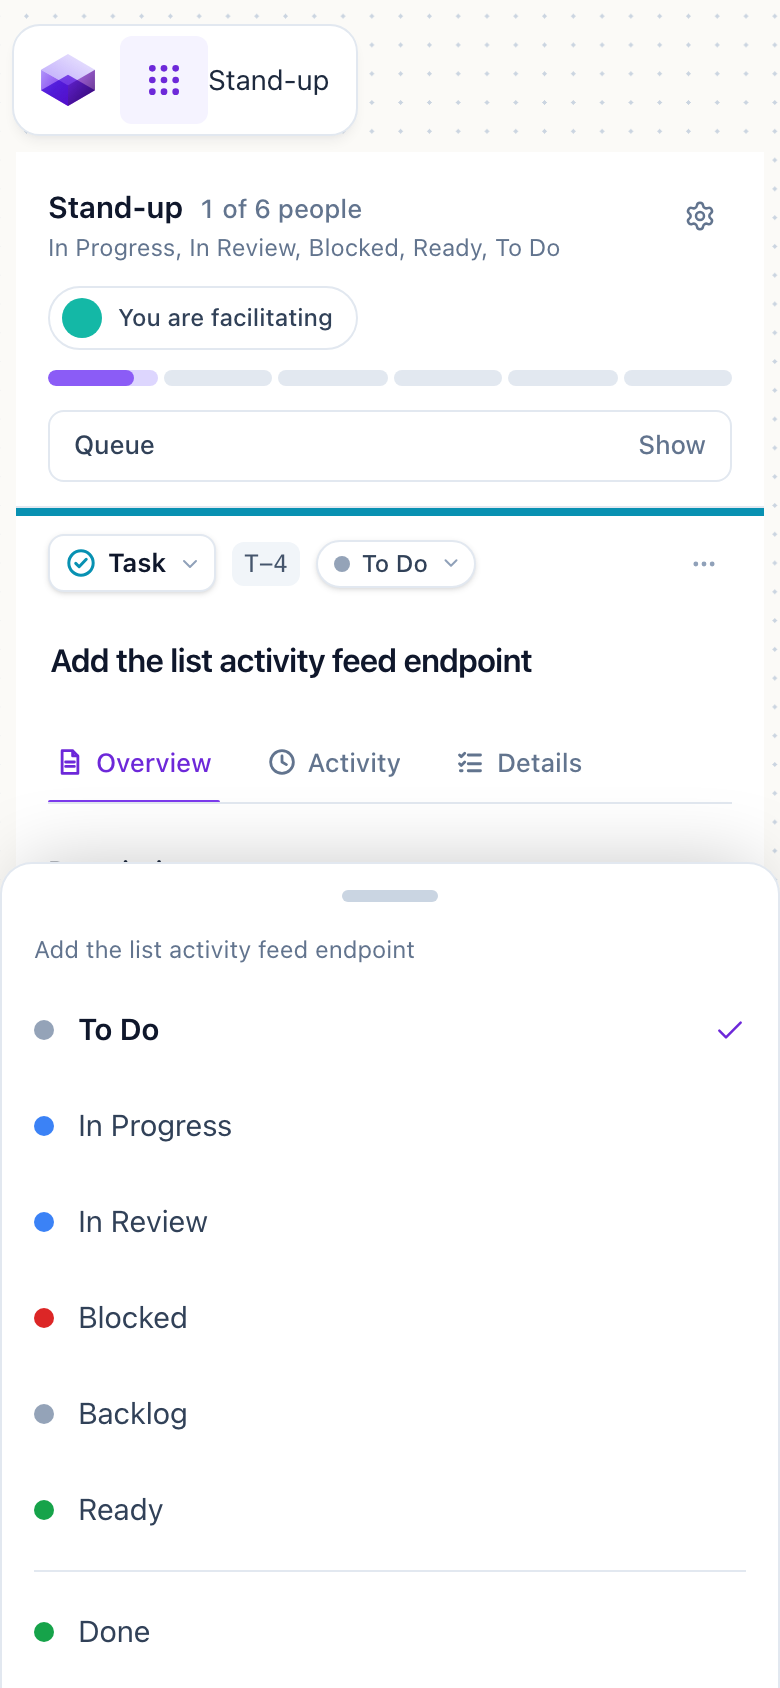 Stand-up
Stand-up 1 of 6 people
In Progress, In Review, Blocked, Ready, To Do
You are facilitating
Queue Show
Task T–4 To Do
Add the list activity feed endpoint
Overview Activity Details
Add the list activity feed endpoint
To Do
In Progress
In Review
Blocked
Backlog
Ready
Done